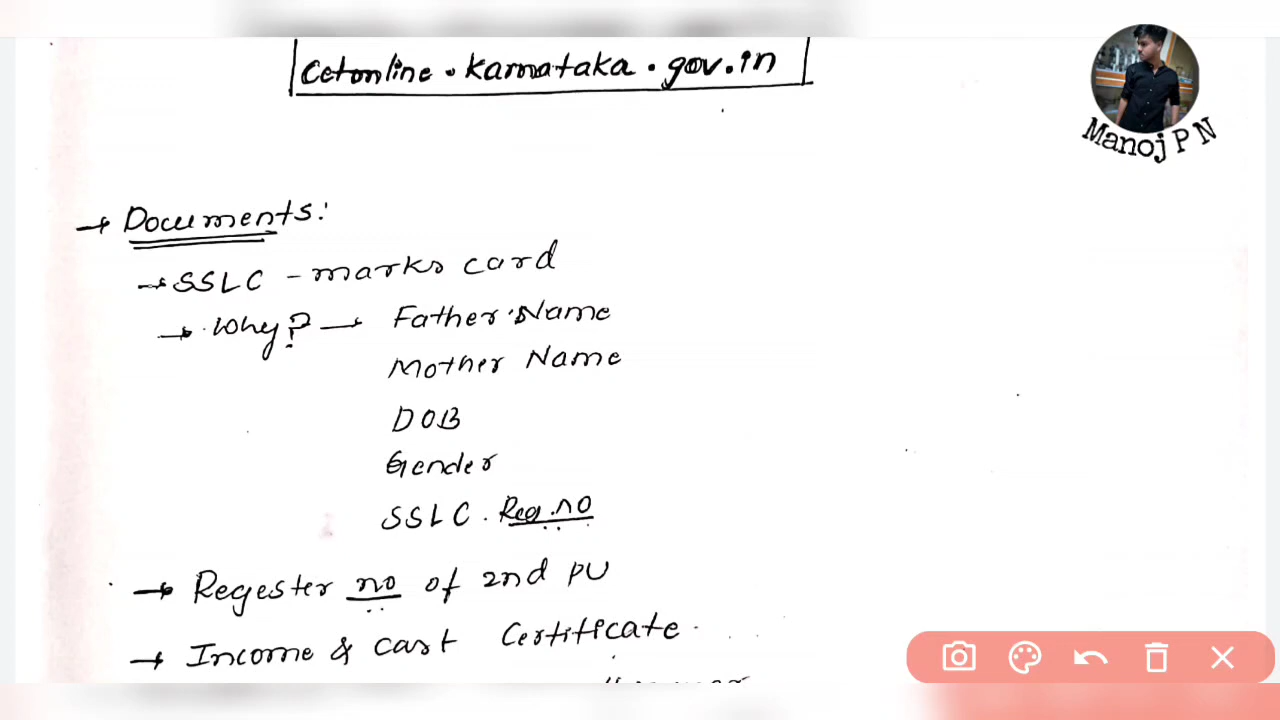 cetonline.karnataka.gov.in
Manoj P N
→ Documents:
→ SSLC - marks card
→ Why? → Father Name
Mother Name
DOB
Gender
SSLC. Reg.no
→ Regester no of 2nd PU
→ Income & cast Certificate